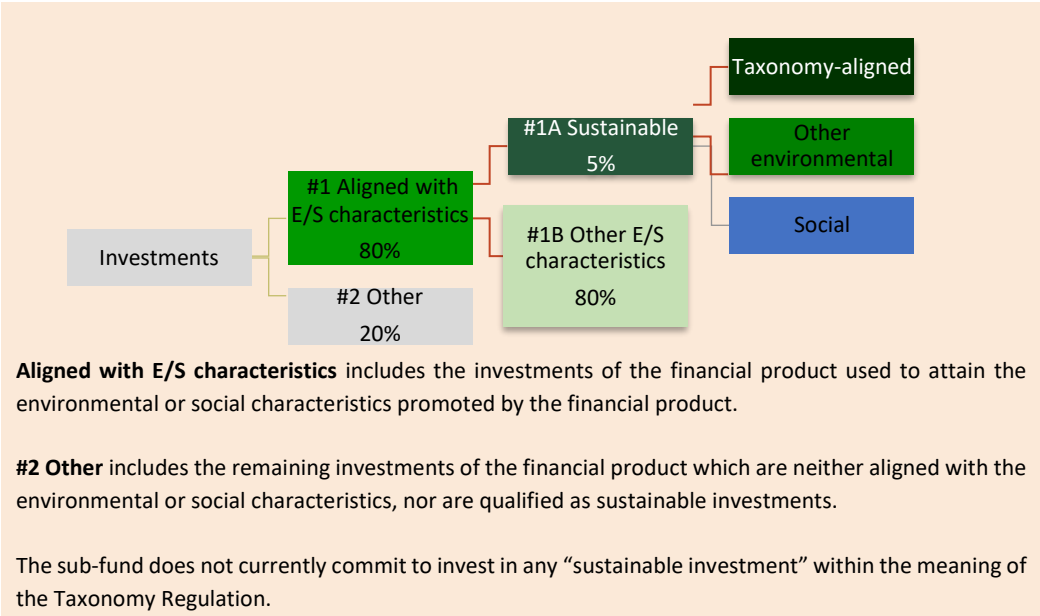 Taxonomy-aligned
#1A Sustainable
5%
Other
environmental
#1 Aligned with
E/S characteristics
80%
#1B Other E/S
characteristics
80%
Social
Investments
#2 Other
20%
Aligned with E/S characteristics includes the investments of the financial product used to attain the
environmental or social characteristics promoted by the financial product.
#2 Other includes the remaining investments of the financial product which are neither aligned with the
environmental or social characteristics, nor are qualified as sustainable investments.
The sub-fund does not currently commit to invest in any “sustainable investment” within the meaning of
the Taxonomy Regulation.